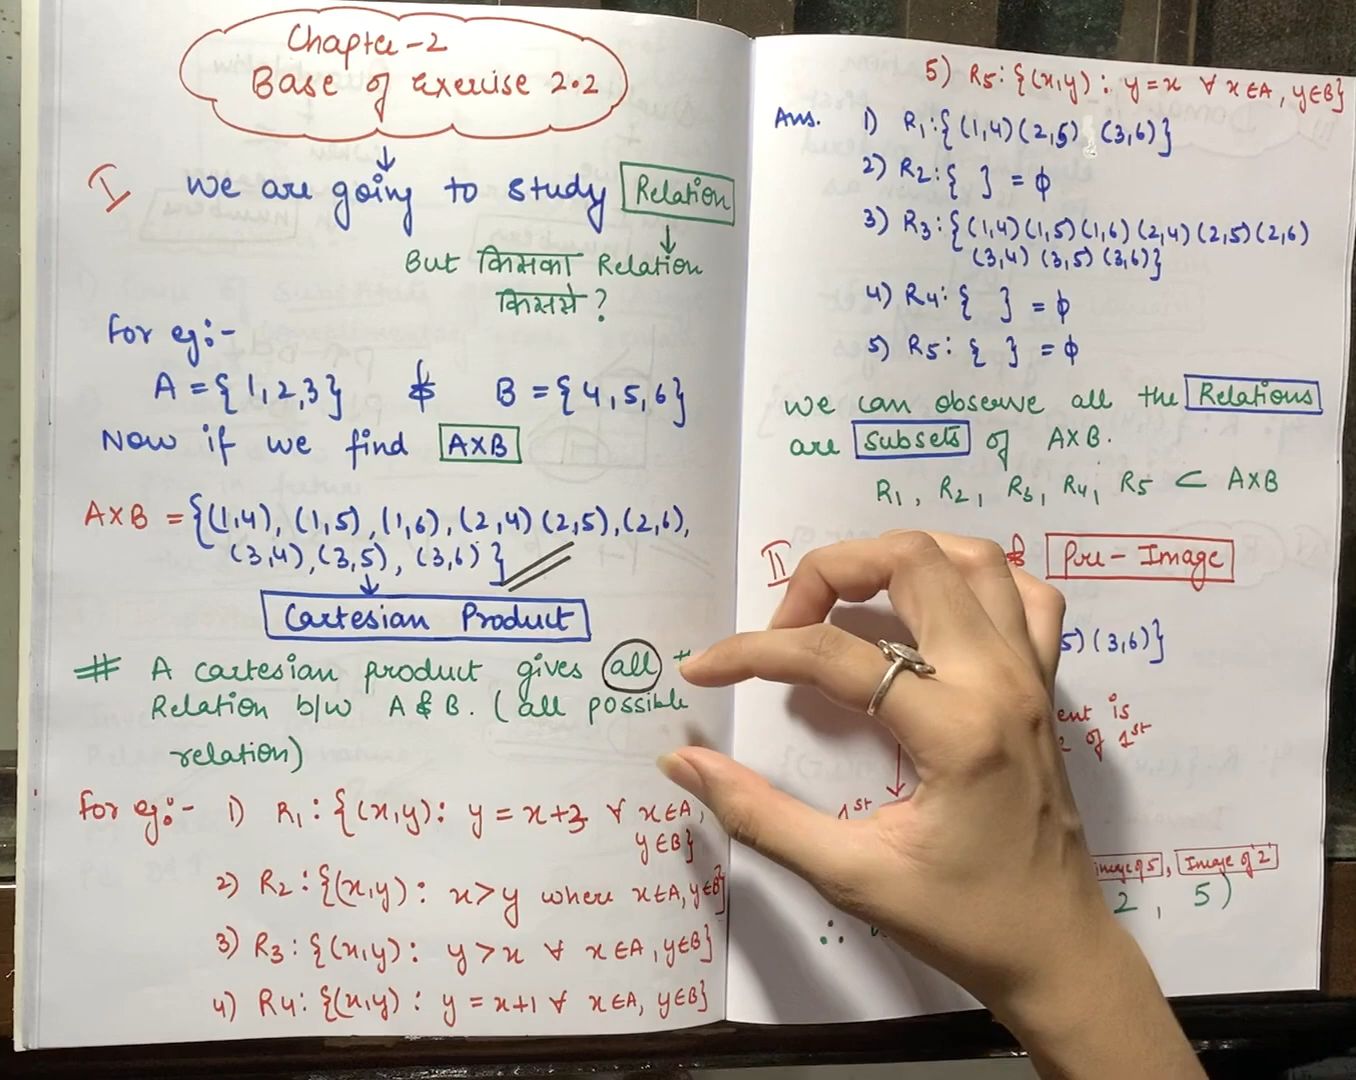 Chapter-2
Base of Exercise 2.2
I we are going to study Relation
But किसका Relation
किससे ?
For eg:-
A = {1,2,3} & B = {4,5,6}
Now if we find A×B
A×B = {(1,4), (1,5), (1,6), (2,4) (2,5), (2,6),
(3,4), (3,5), (3,6)}
Cartesian Product
# A cartesian product gives all
Relation b/w A & B. (all possible
relation)
For eg:- 1) R₁ : {(x,y) : y = x+3 ∀ x∈A,
y∈B}
2) R₂ : {(x,y) : x>y where x∈A, y∈B}
3) R₃ : {(x,y) : y>x ∀ x∈A, y∈B}
4) R₄ : {(x,y) : y = x+1 ∀ x∈A, y∈B}
5) R₅ : {(x,y) : y = x ∀ x∈A, y∈B}
Ans. 1) R₁ : {(1,4) (2,5) (3,6)}
2) R₂ : { } = ϕ
3) R₃ : {(1,4) (1,5) (1,6) (2,4) (2,5) (2,6)
(3,4) (3,5) (3,6)}
4) R₄ : { } = ϕ
5) R₅ : { } = ϕ
we can observe all the Relations
are Subsets of A×B.
R₁, R₂, R₃, R₄, R₅ ⊂ A×B
II & Pre-Image
5) (3,6)}
is
of 1st
1st
image of 5, Image of '2'
2 , 5)
∴